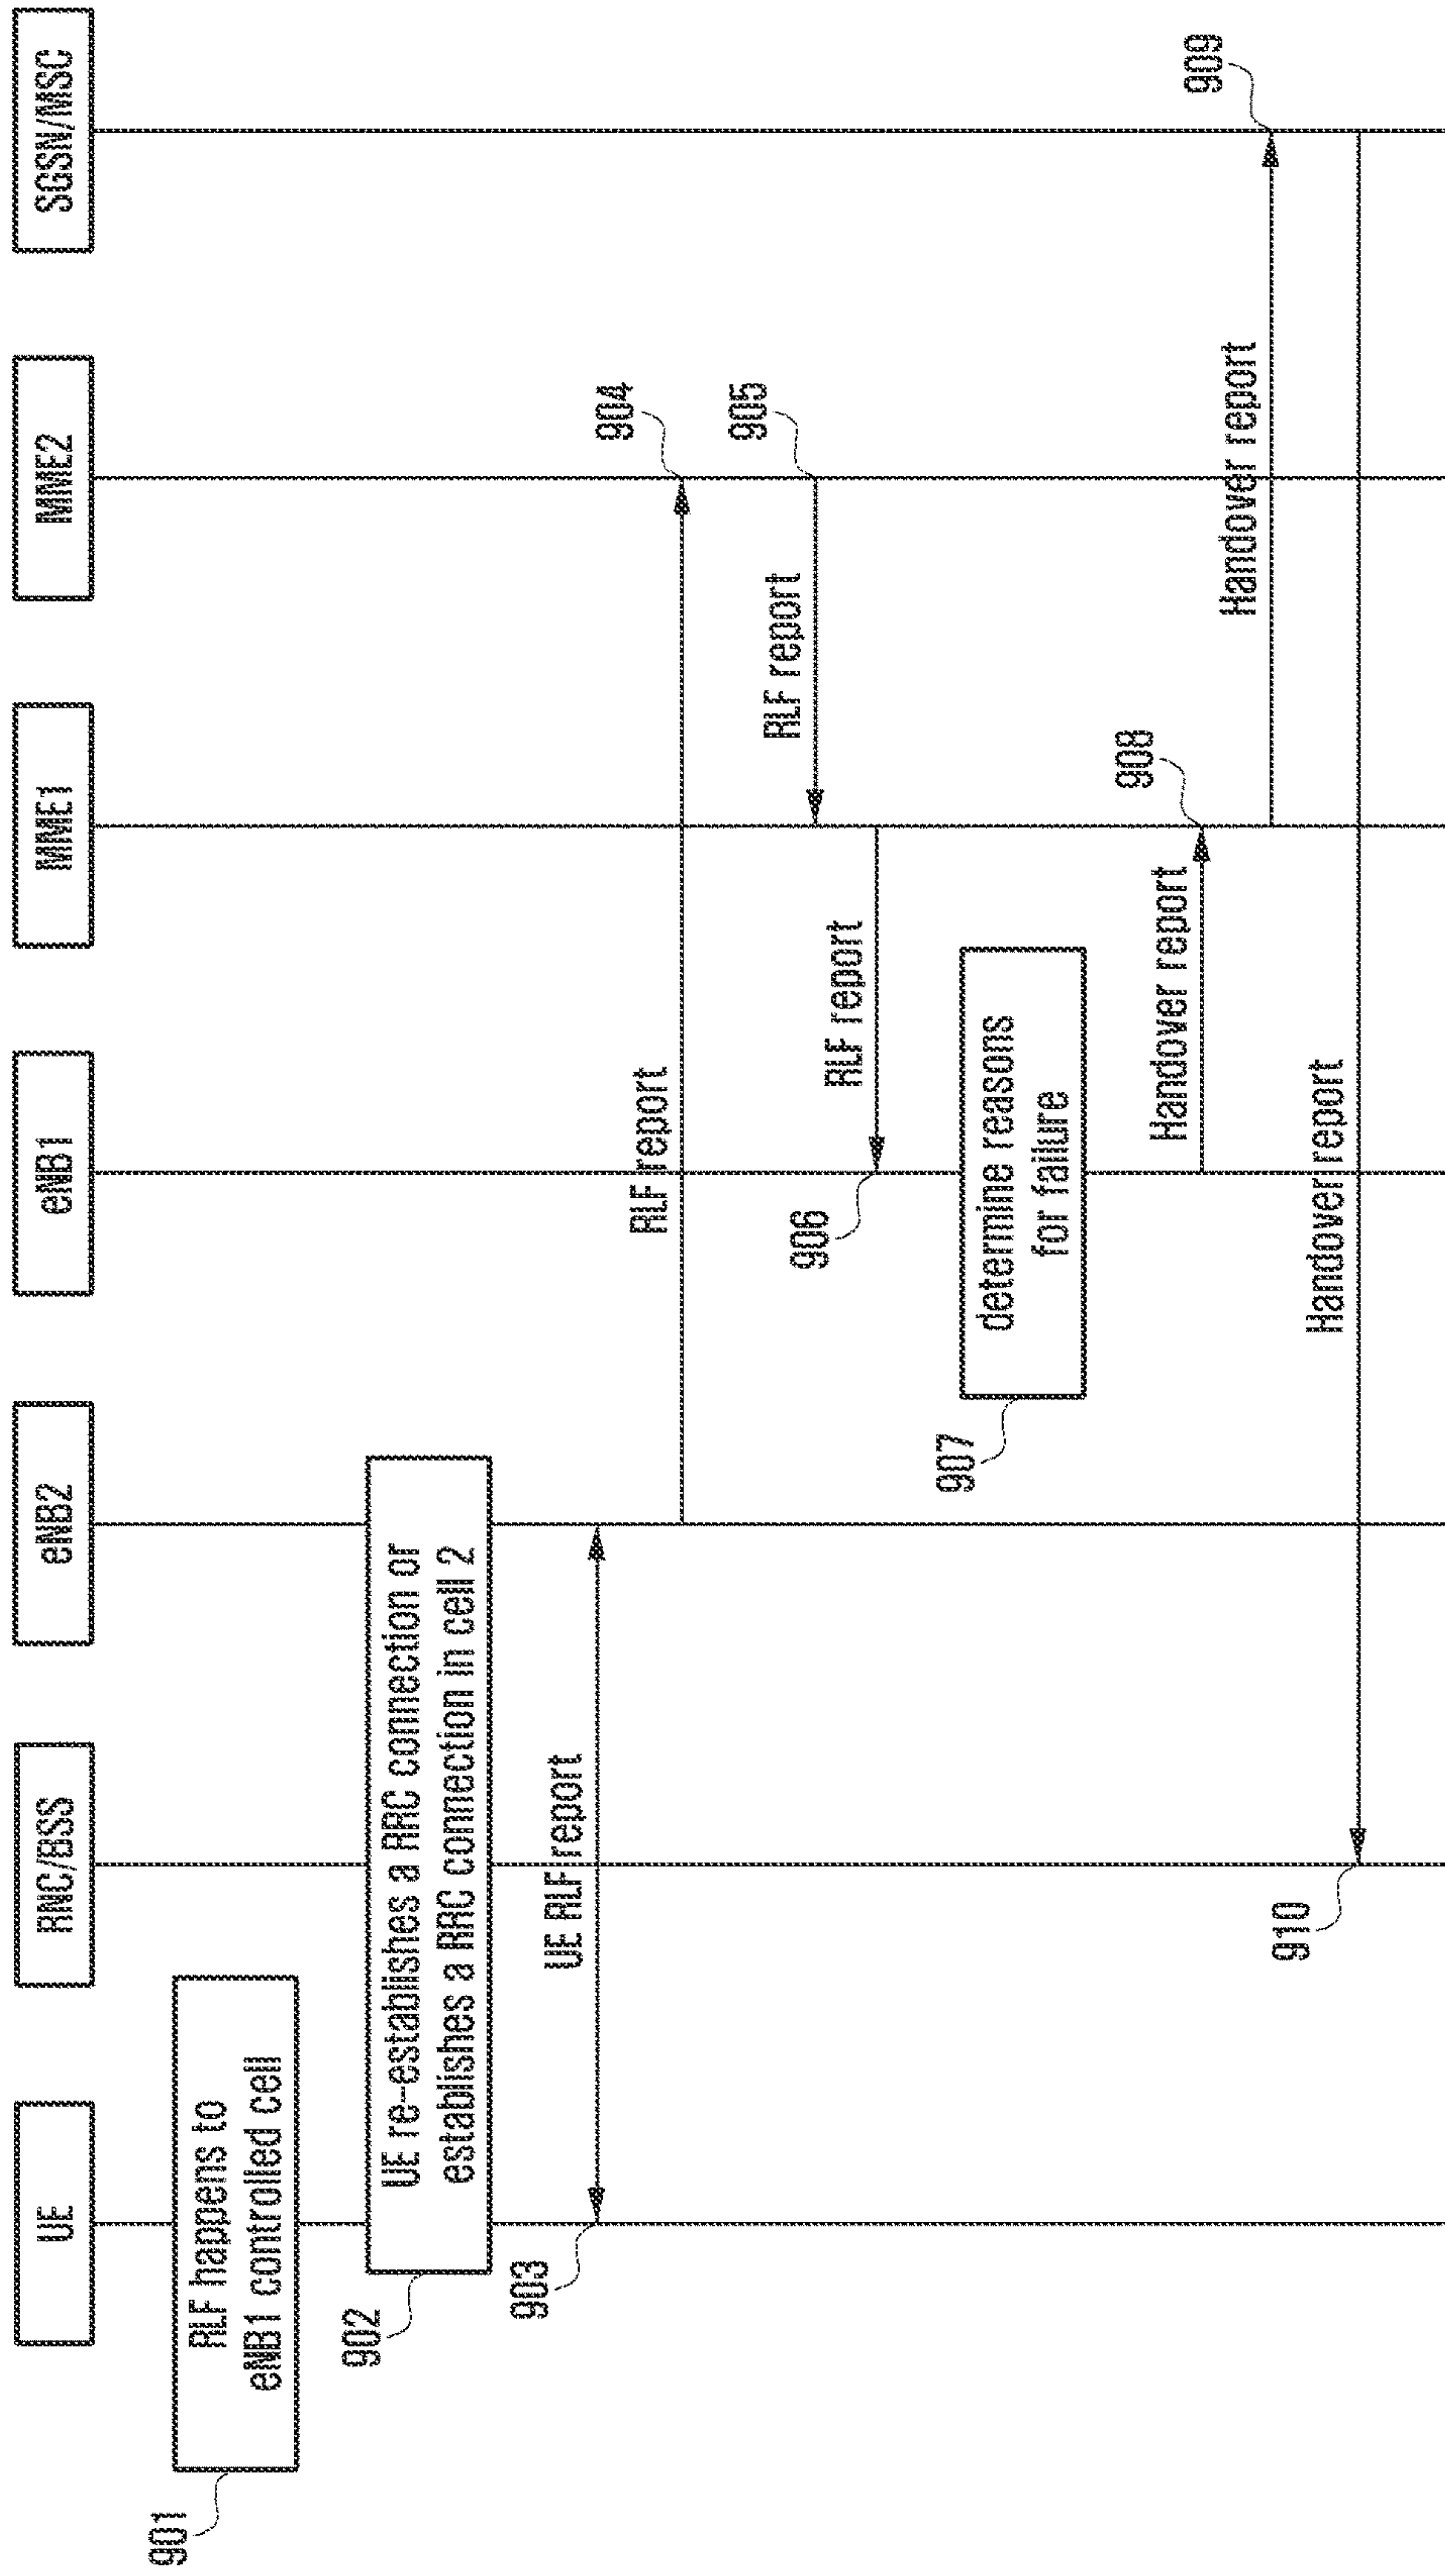 UE
RNC/BSS
eNB2
eNB1
MME1
MME2
SGSN/MSC
901
RLF happens to
eNB1 controlled cell
902
UE re-establishes a RRC connection or
establishes a RRC connection in cell 2
903
UE RLF report
RLF report
904
RLF report
905
906
RLF report
907
determine reasons
for failure
Handover report
908
Handover report
909
910
Handover report